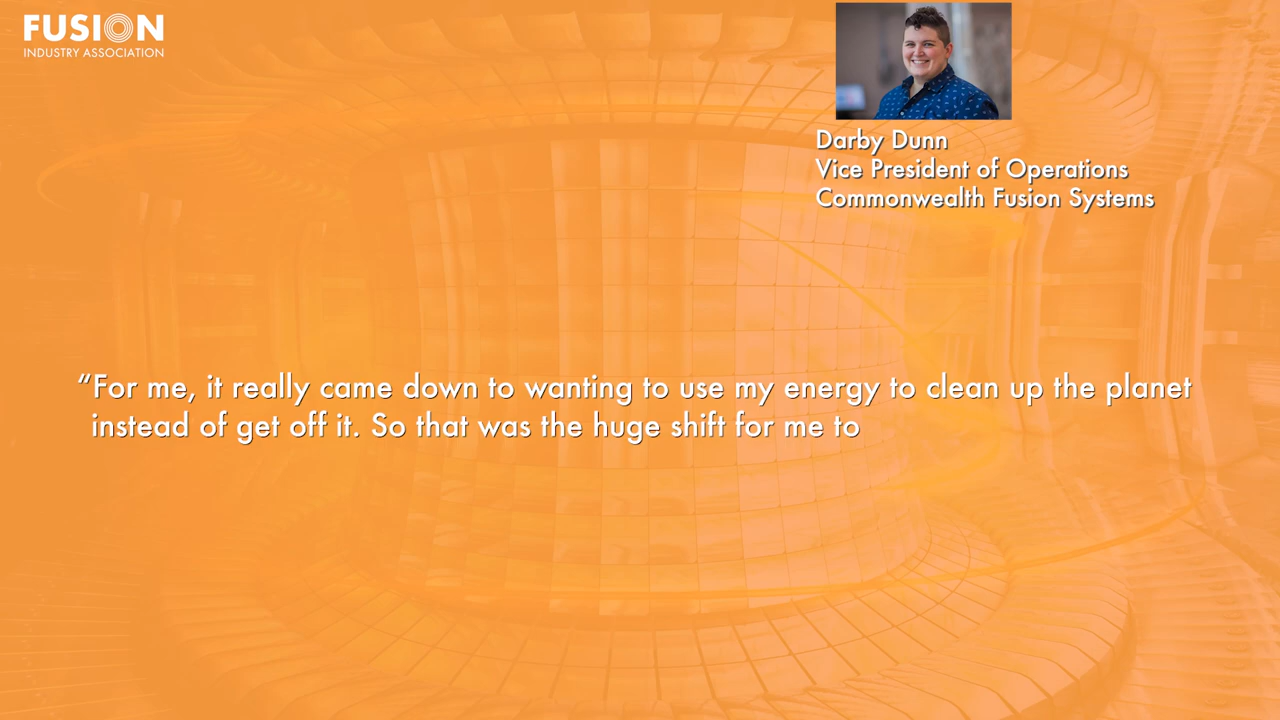 FUSION
INDUSTRY ASSOCIATION
Darby Dunn
Vice President of Operations
Commonwealth Fusion Systems
“For me, it really came down to wanting to use my energy to clean up the planet
instead of get off it. So that was the huge shift for me to